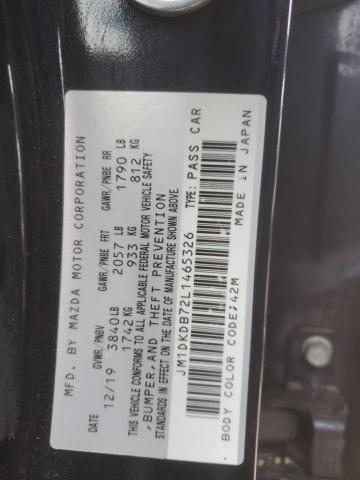 MFD. BY MAZDA MOTOR CORPORATION
DATE GVWR/PNBV GAWR/PNBE FRT GAWR/PNBE RR
12/19 3840LB 2057 LB 1790 LB
1742KG 933 KG 812 KG
THIS VEHICLE CONFORMS TO ALL APPLICABLE FEDERAL MOTOR VEHICLE SAFETY
,BUMPER,AND THEFT PREVENTION
STANDARDS IN EFFECT ON THE DATE OF MANUFACTURE SHOWN ABOVE.
JM1DKDB72L1465326 TYPE: PASS CAR
BODY COLOR CODE:42M MADE IN JAPAN